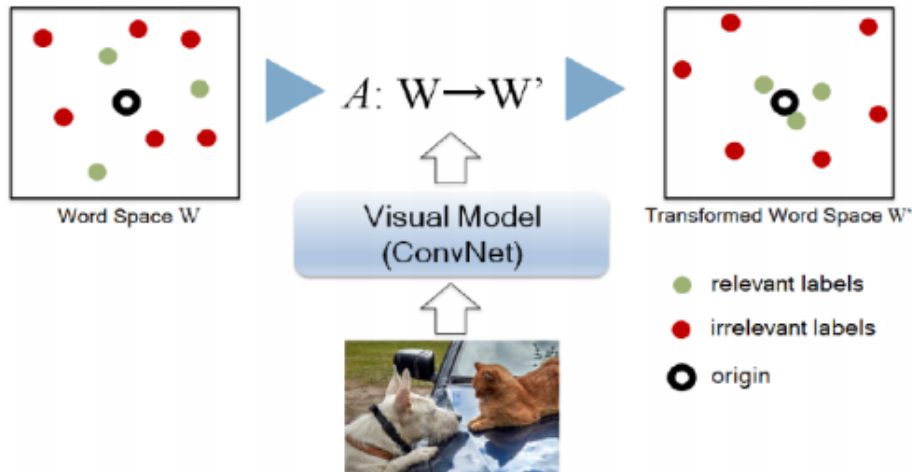 A: W→W'
Word Space W
Visual Model
(ConvNet)
Transformed Word Space W'
relevant labels
irrelevant labels
origin